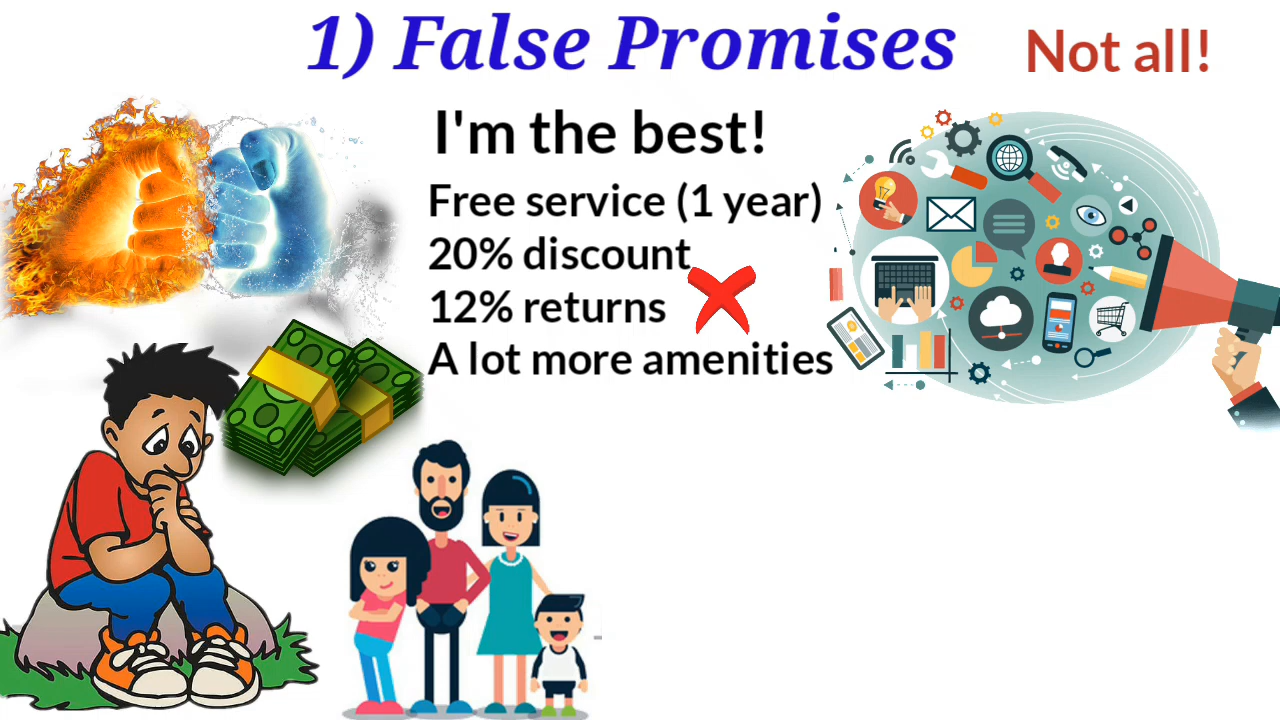 1) False Promises
Not all!
I'm the best!
Free service (1 year)
20% discount
12% returns
A lot more amenities